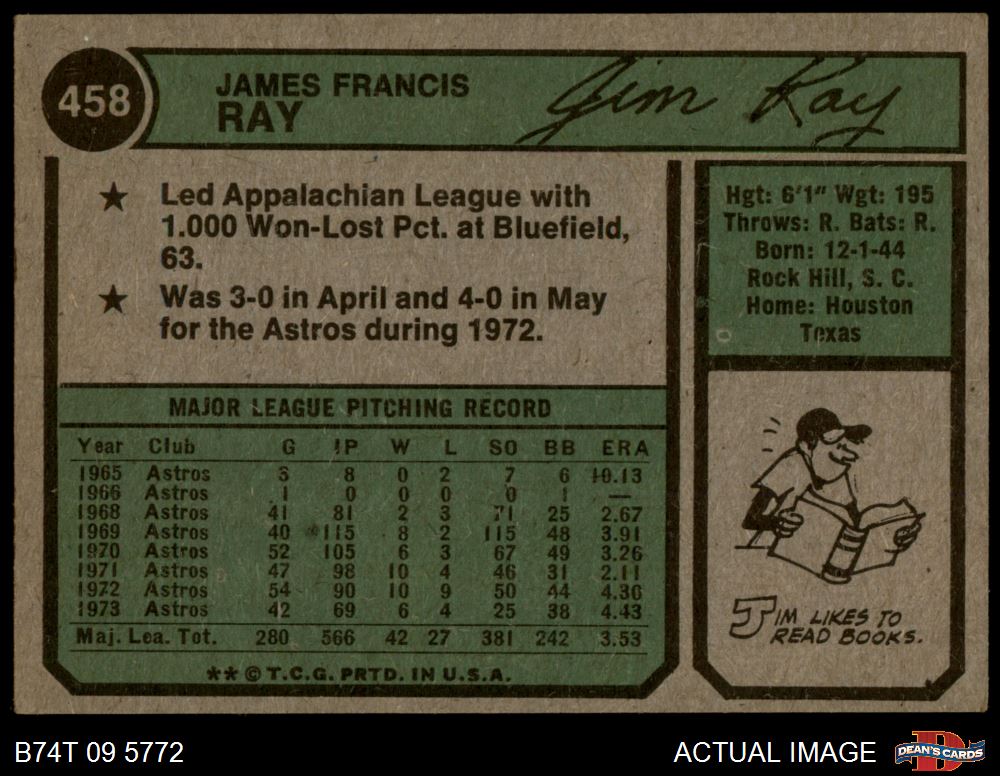 458
JAMES FRANCIS
RAY
Jim Ray
★ Led Appalachian League with
1.000 Won-Lost Pct. at Bluefield,
63.
★ Was 3-0 in April and 4-0 in May
for the Astros during 1972.
Hgt: 6'1" Wgt: 195
Throws: R. Bats: R.
Born: 12-1-44
Rock Hill, S. C.
Home: Houston
Texas
MAJOR LEAGUE PITCHING RECORD
Year Club G IP W L SO BB ERA
1965 Astros 3 8 0 2 7 6 10.13
1966 Astros 1 0 0 0 0 1 —
1968 Astros 41 81 2 3 71 25 2.67
1969 Astros 40 115 8 2 115 48 3.91
1970 Astros 52 105 6 3 67 49 3.26
1971 Astros 47 98 10 4 46 31 2.11
1972 Astros 54 90 10 9 50 44 4.30
1973 Astros 42 69 6 4 25 38 4.43
Maj. Lea. Tot. 280 566 42 27 381 242 3.53
**©T.C.G. PRTD. IN U.S.A.
JIM LIKES TO
READ BOOKS.
B74T 09 5772
ACTUAL IMAGE
DEAN'S CARDS